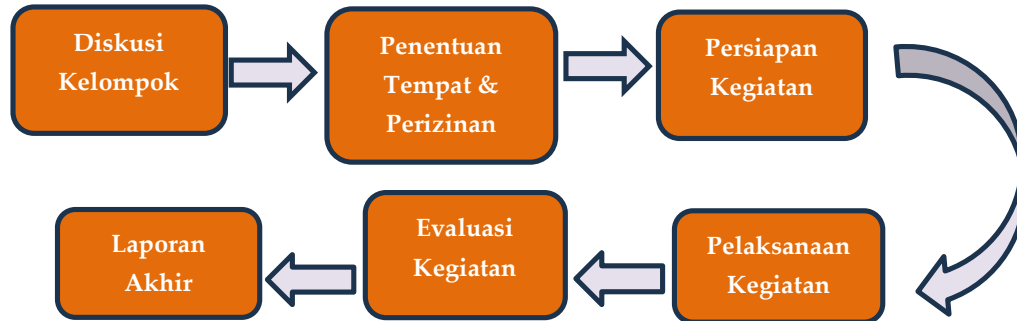 Diskusi
Kelompok
Penentuan
Tempat &
Perizinan
Persiapan
Kegiatan
Pelaksanaan
Kegiatan
Evaluasi
Kegiatan
Laporan
Akhir